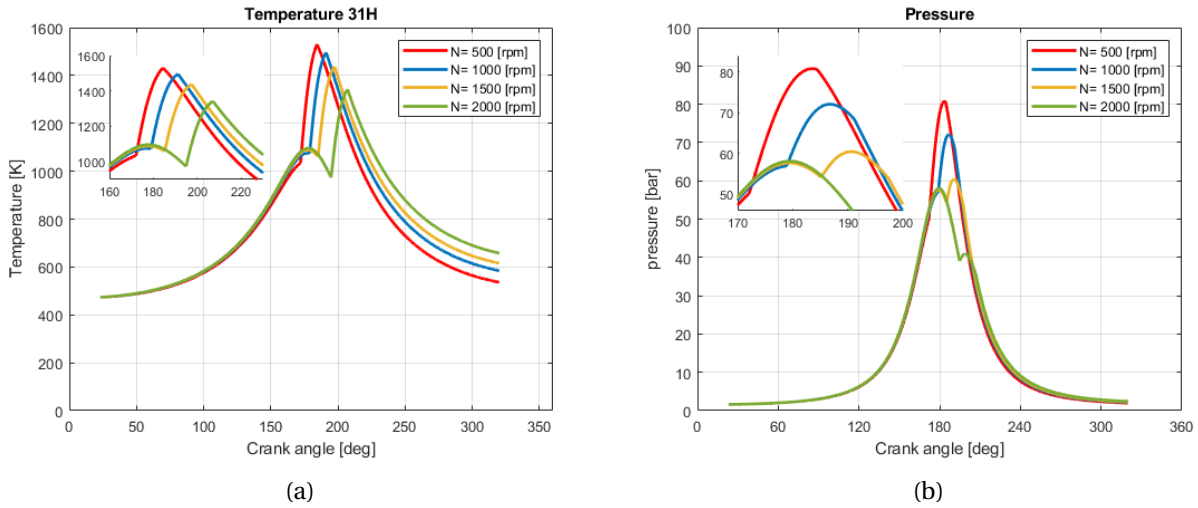 Temperature 31H
Temperature [K]
1600
1400
1200
1000
800
600
400
200
0
0 50 100 150 200 250 300 350
Crank angle [deg]
1600
1400
1200
1000
160 180 200 220
N= 500 [rpm]
N= 1000 [rpm]
N= 1500 [rpm]
N= 2000 [rpm]
(a)
Pressure
pressure [bar]
100
90
80
70
60
50
40
30
20
10
0
0 60 120 180 240 300 360
Crank angle [deg]
80
70
60
50
170 180 190 200
N= 500 [rpm]
N= 1000 [rpm]
N= 1500 [rpm]
N= 2000 [rpm]
(b)